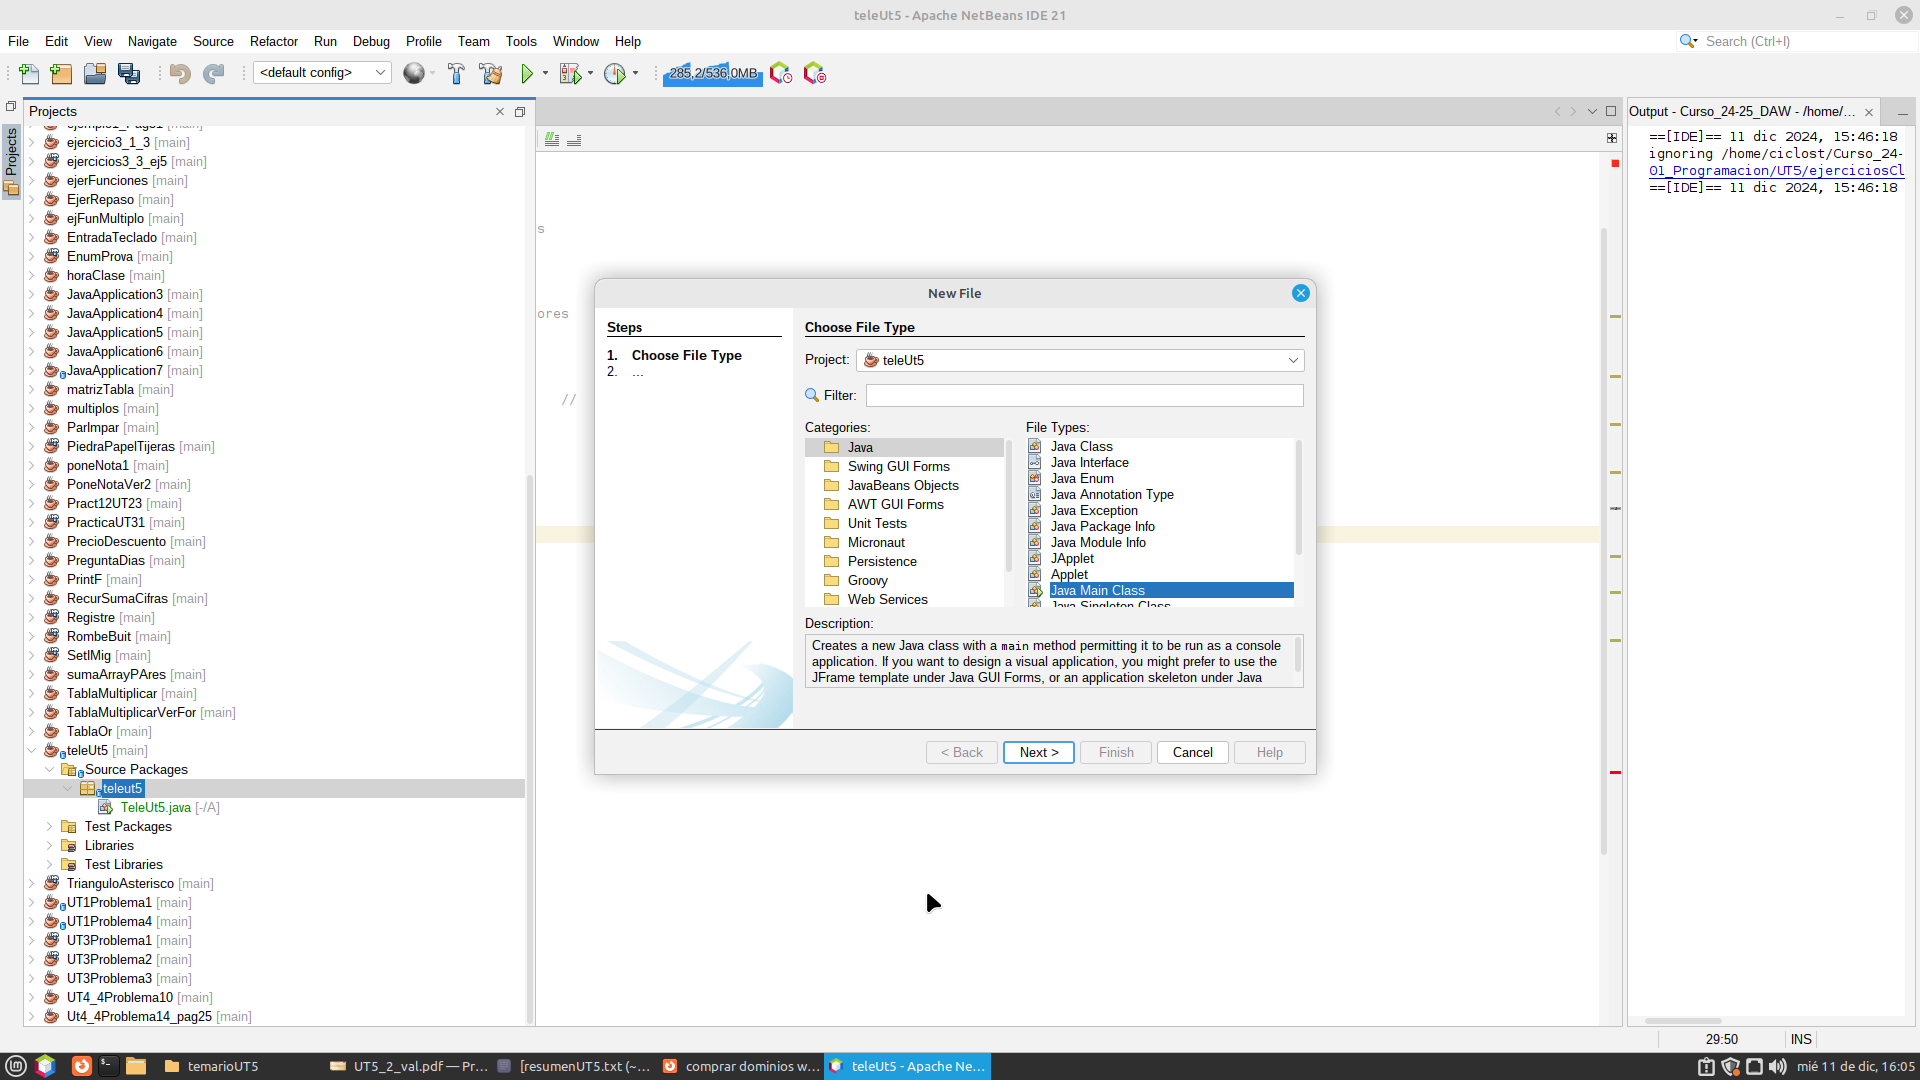 teleUt5 - Apache NetBeans IDE 21
File Edit View Navigate Source Refactor Run Debug Profile Team Tools Window Help
Search (Ctrl+I)
<default config>
285,2/536,0MB
Projects
Projects
ejercicio3_1_3 [main]
ejercicios3_3_ej5 [main]
ejerFunciones [main]
EjerRepaso [main]
ejFunMultiplo [main]
EntradaTeclado [main]
EnumProva [main]
horaClase [main]
JavaApplication3 [main]
JavaApplication4 [main]
JavaApplication5 [main]
JavaApplication6 [main]
JavaApplication7 [main]
matrizTabla [main]
multiplos [main]
ParImpar [main]
PiedraPapelTijeras [main]
poneNota1 [main]
PoneNotaVer2 [main]
Pract12UT23 [main]
PracticaUT31 [main]
PrecioDescuento [main]
PreguntaDias [main]
PrintF [main]
RecurSumaCifras [main]
Registre [main]
RombeBuit [main]
SetIMig [main]
sumaArrayPAres [main]
TablaMultiplicar [main]
TablaMultiplicarVerFor [main]
TablaOr [main]
teleUt5 [main]
Source Packages
teleut5
TeleUt5.java [-/A]
Test Packages
Libraries
Test Libraries
TrianguloAsterisco [main]
UT1Problema1 [main]
UT1Problema4 [main]
UT3Problema1 [main]
UT3Problema2 [main]
UT3Problema3 [main]
UT4_4Problema10 [main]
Ut4_4Problema14_pag25 [main]
s
ores
//
New File
Steps
1. Choose File Type
2. ...
Choose File Type
Project: teleUt5
Filter:
Categories:
Java
Swing GUI Forms
JavaBeans Objects
AWT GUI Forms
Unit Tests
Micronaut
Persistence
Groovy
Web Services
File Types:
Java Class
Java Interface
Java Enum
Java Annotation Type
Java Exception
Java Package Info
Java Module Info
JApplet
Applet
Java Main Class
Java Singleton Class
Description:
Creates a new Java class with a main method permitting it to be run as a console
application. If you want to design a visual application, you might prefer to use the
JFrame template under Java GUI Forms, or an application skeleton under Java
< Back Next > Finish Cancel Help
Output - Curso_24-25_DAW - /home/...
==[IDE]== 11 dic 2024, 15:46:18
ignoring /home/ciclost/Curso_24-
01_Programacion/UT5/ejerciciosCl
==[IDE]== 11 dic 2024, 15:46:18
29:50 INS
temarioUT5
UT5_2_val.pdf — Pr...
[resumenUT5.txt (~...
comprar dominios w...
teleUt5 - Apache Ne...
mié 11 de dic, 16:05